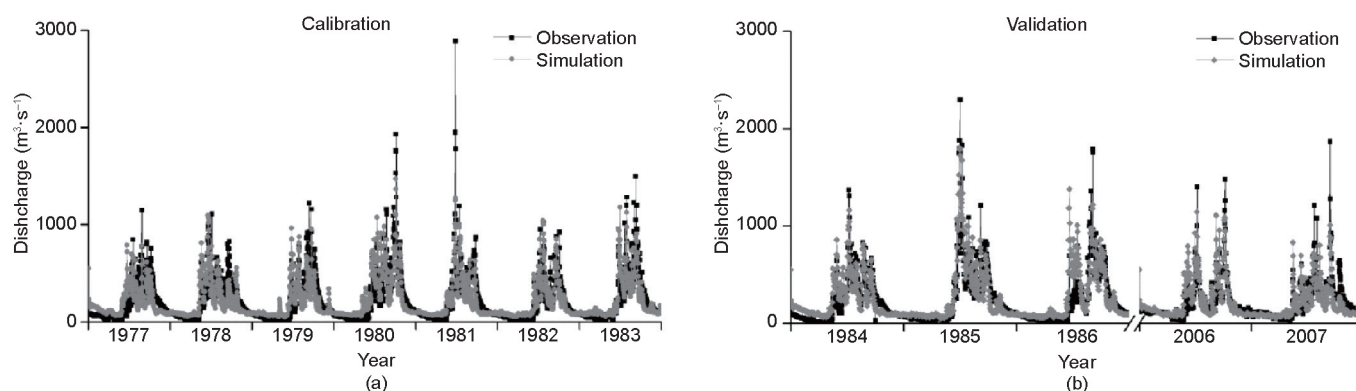 Calibration
3000
2000
1000
0
Dishcharge (m³·s⁻¹)
Observation
Simulation
1977 1978 1979 1980 1981 1982 1983
Year
(a)
Validation
3000
2000
1000
0
Dishcharge (m³·s⁻¹)
Observation
Simulation
1984 1985 1986 2006 2007
Year
(b)